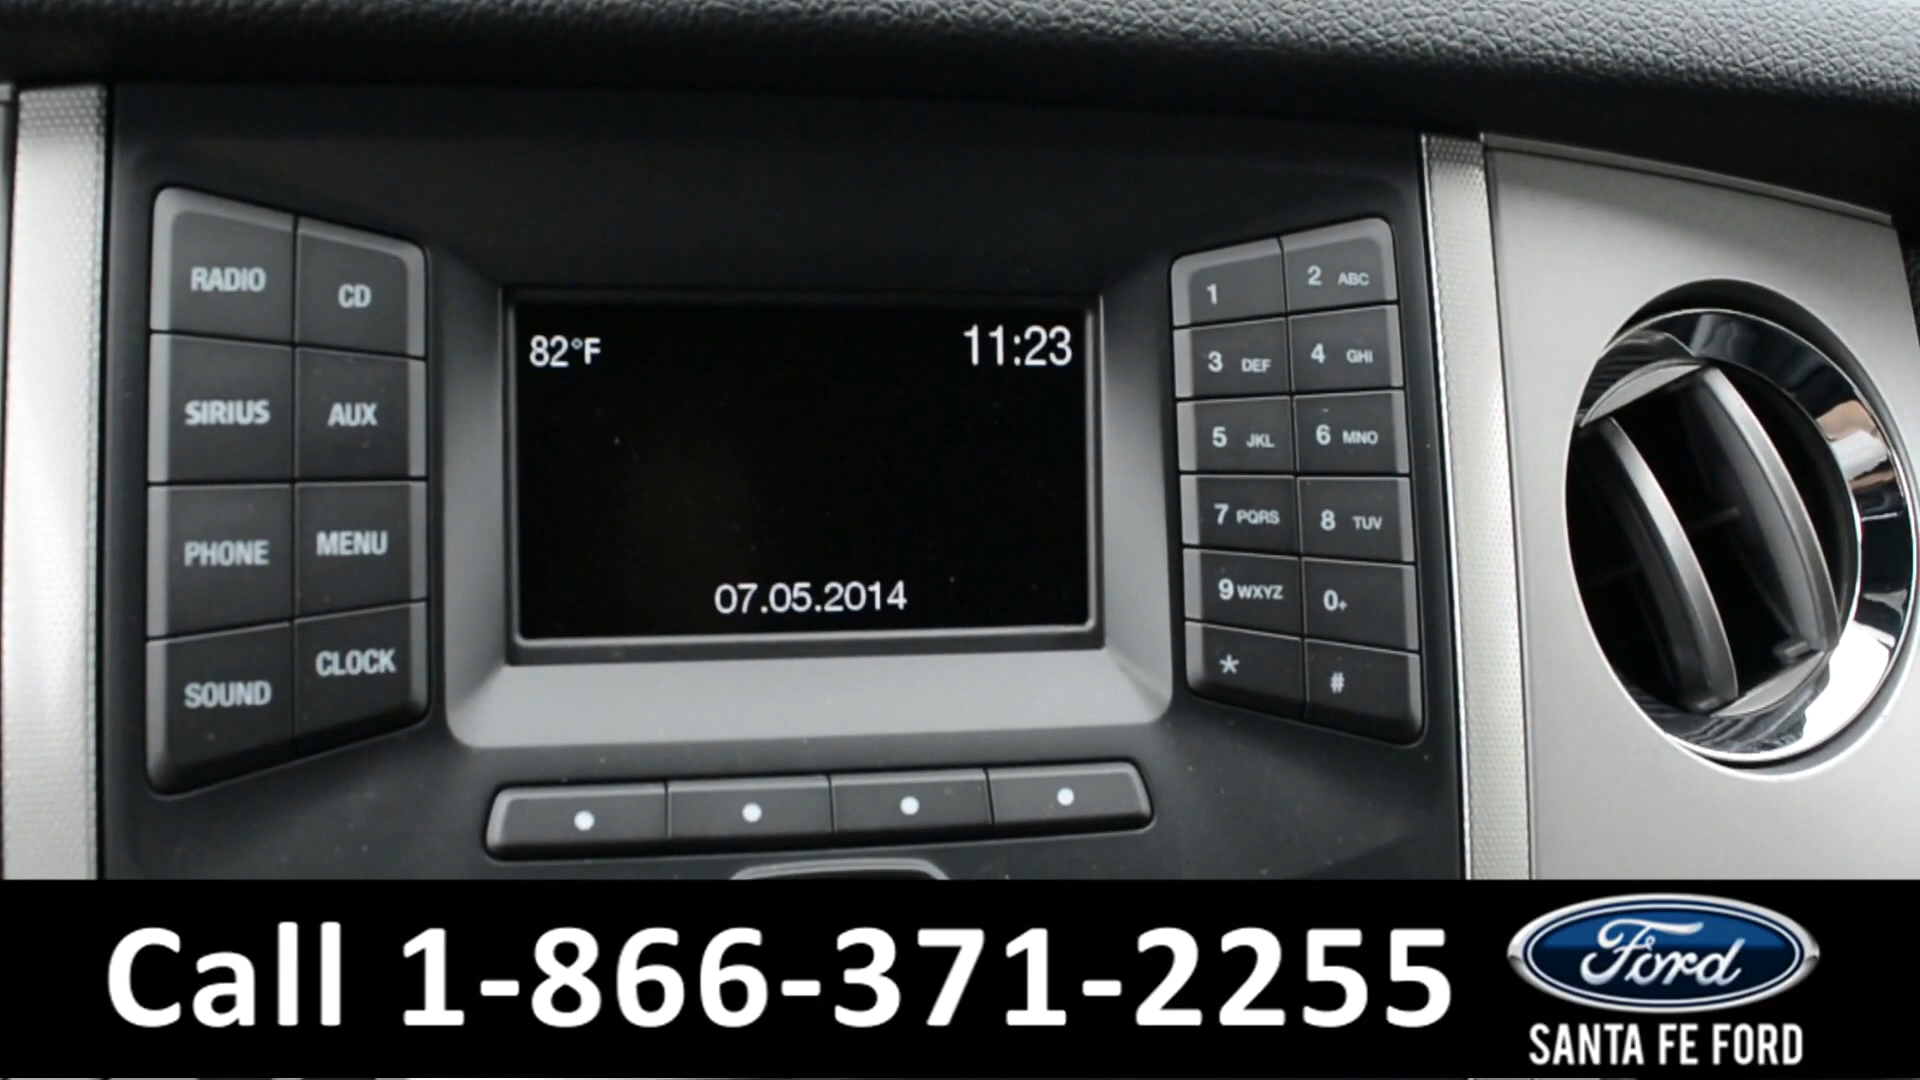 RADIO
CD
SIRIUS
AUX
PHONE
MENU
SOUND
CLOCK
82°F
11:23
07.05.2014
1
2 ABC
3 DEF
4 GHI
5 JKL
6 MNO
7 PQRS
8 TUV
9 WXYZ
0+
*
#
Call 1-866-371-2255
Ford
SANTA FE FORD